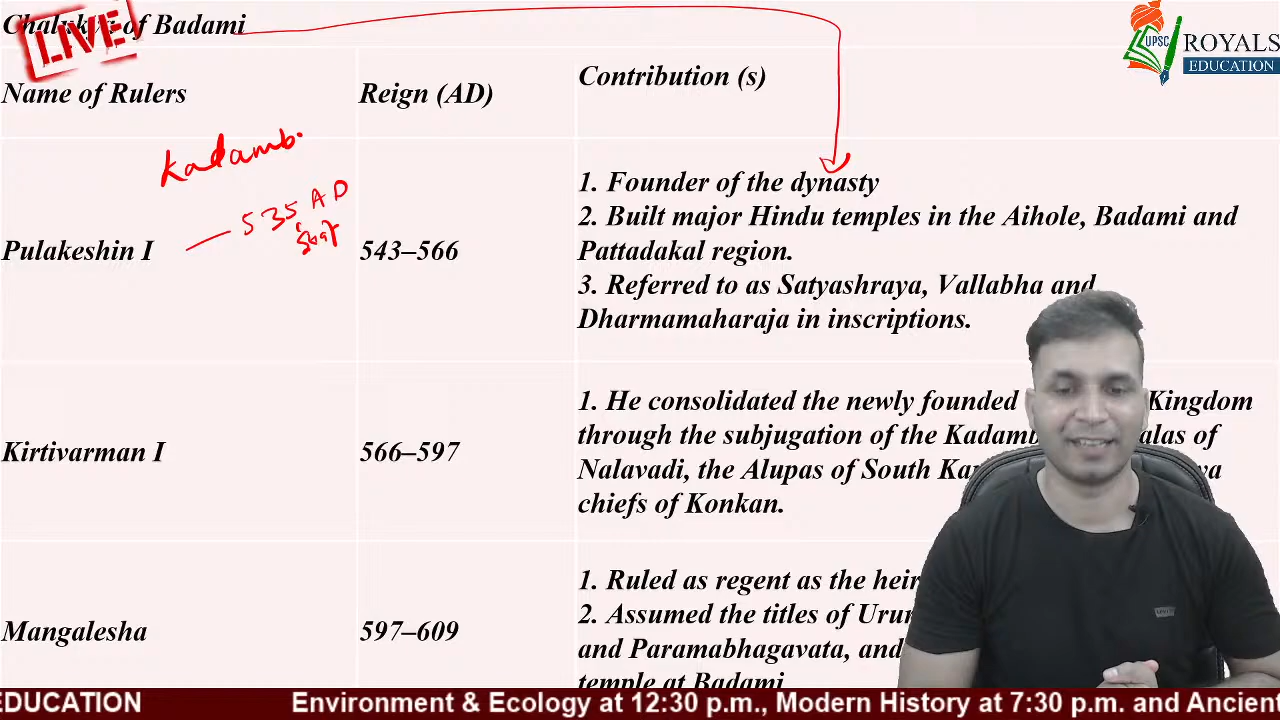 Chalukya of Badami
LIVE
UPSC
ROYALS
EDUCATION
Name of Rulers
Reign (AD)
Contribution (s)
Kadamb.
535 AD
Pulakeshin I
543–566
1. Founder of the dynasty
2. Built major Hindu temples in the Aihole, Badami and
Pattadakal region.
3. Referred to as Satyashraya, Vallabha and
Dharmamaharaja in inscriptions.
Kirtivarman I
566–597
1. He consolidated the newly founded Kingdom
through the subjugation of the Kadamb alas of
Nalavadi, the Alupas of South Ka
chiefs of Konkan.
Mangalesha
597–609
1. Ruled as regent as the heir
2. Assumed the titles of Urur
and Paramabhagavata, and
temple at Badami
EDUCATION Environment & Ecology at 12:30 p.m., Modern History at 7:30 p.m. and Ancient